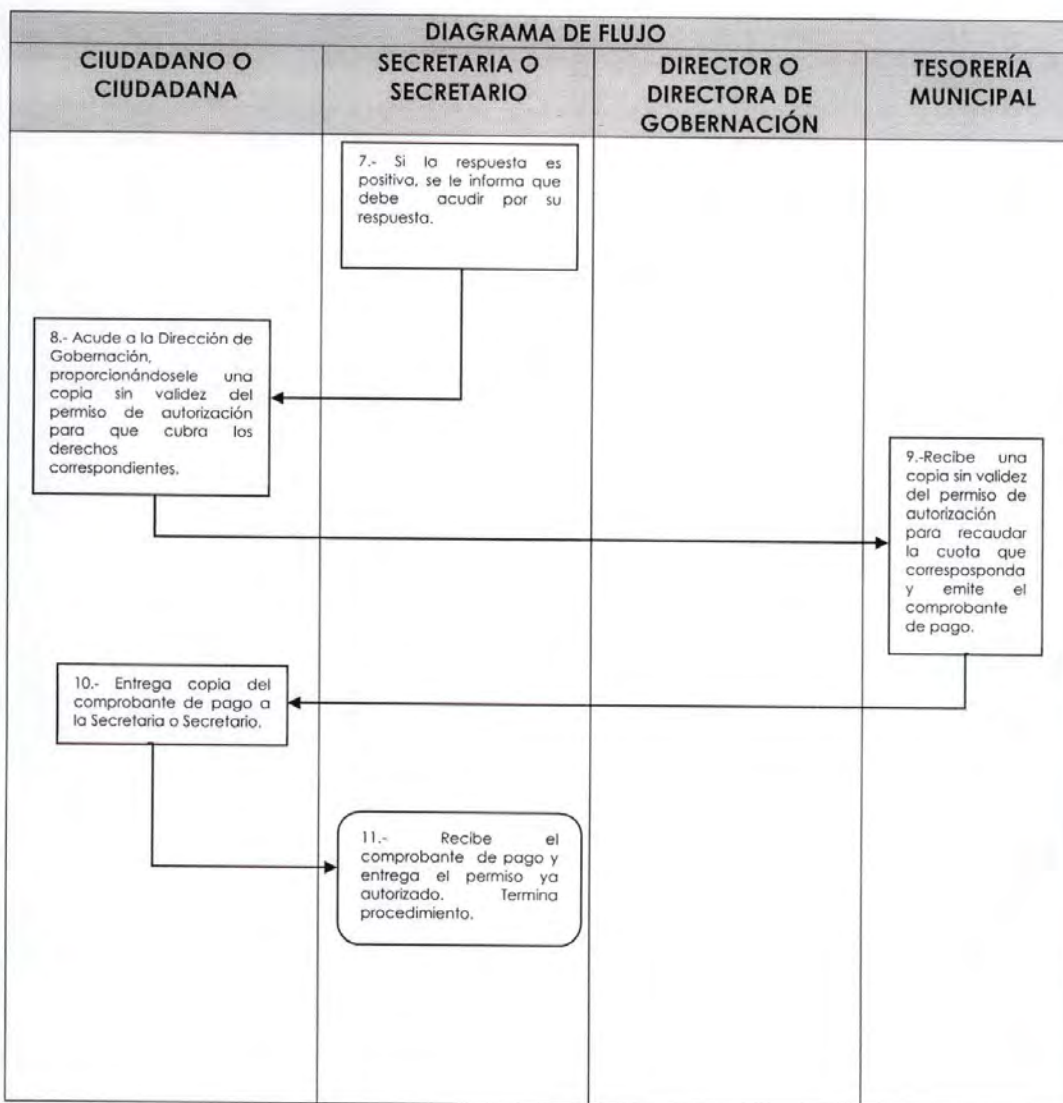 DIAGRAMA DE FLUJO
CIUDADANO O
CIUDADANA
SECRETARIA O
SECRETARIO
DIRECTOR O
DIRECTORA DE
GOBERNACIÓN
TESORERÍA
MUNICIPAL
7.- Si la respuesta es
positiva, se le informa que
debe acudir por su
respuesta.
8.- Acude a la Dirección de
Gobernación,
proporcionándosele una
copia sin validez del
permiso de autorización
para que cubra los
derechos
correspondientes.
9.-Recibe una
copia sin validez
del permiso de
autorización
para recaudar
la cuota que
corresposponda
y emite el
comprobante
de pago.
10.- Entrega copia del
comprobante de pago a
la Secretaria o Secretario.
11.- Recibe el
comprobante de pago y
entrega el permiso ya
autorizado. Termina
procedimiento.